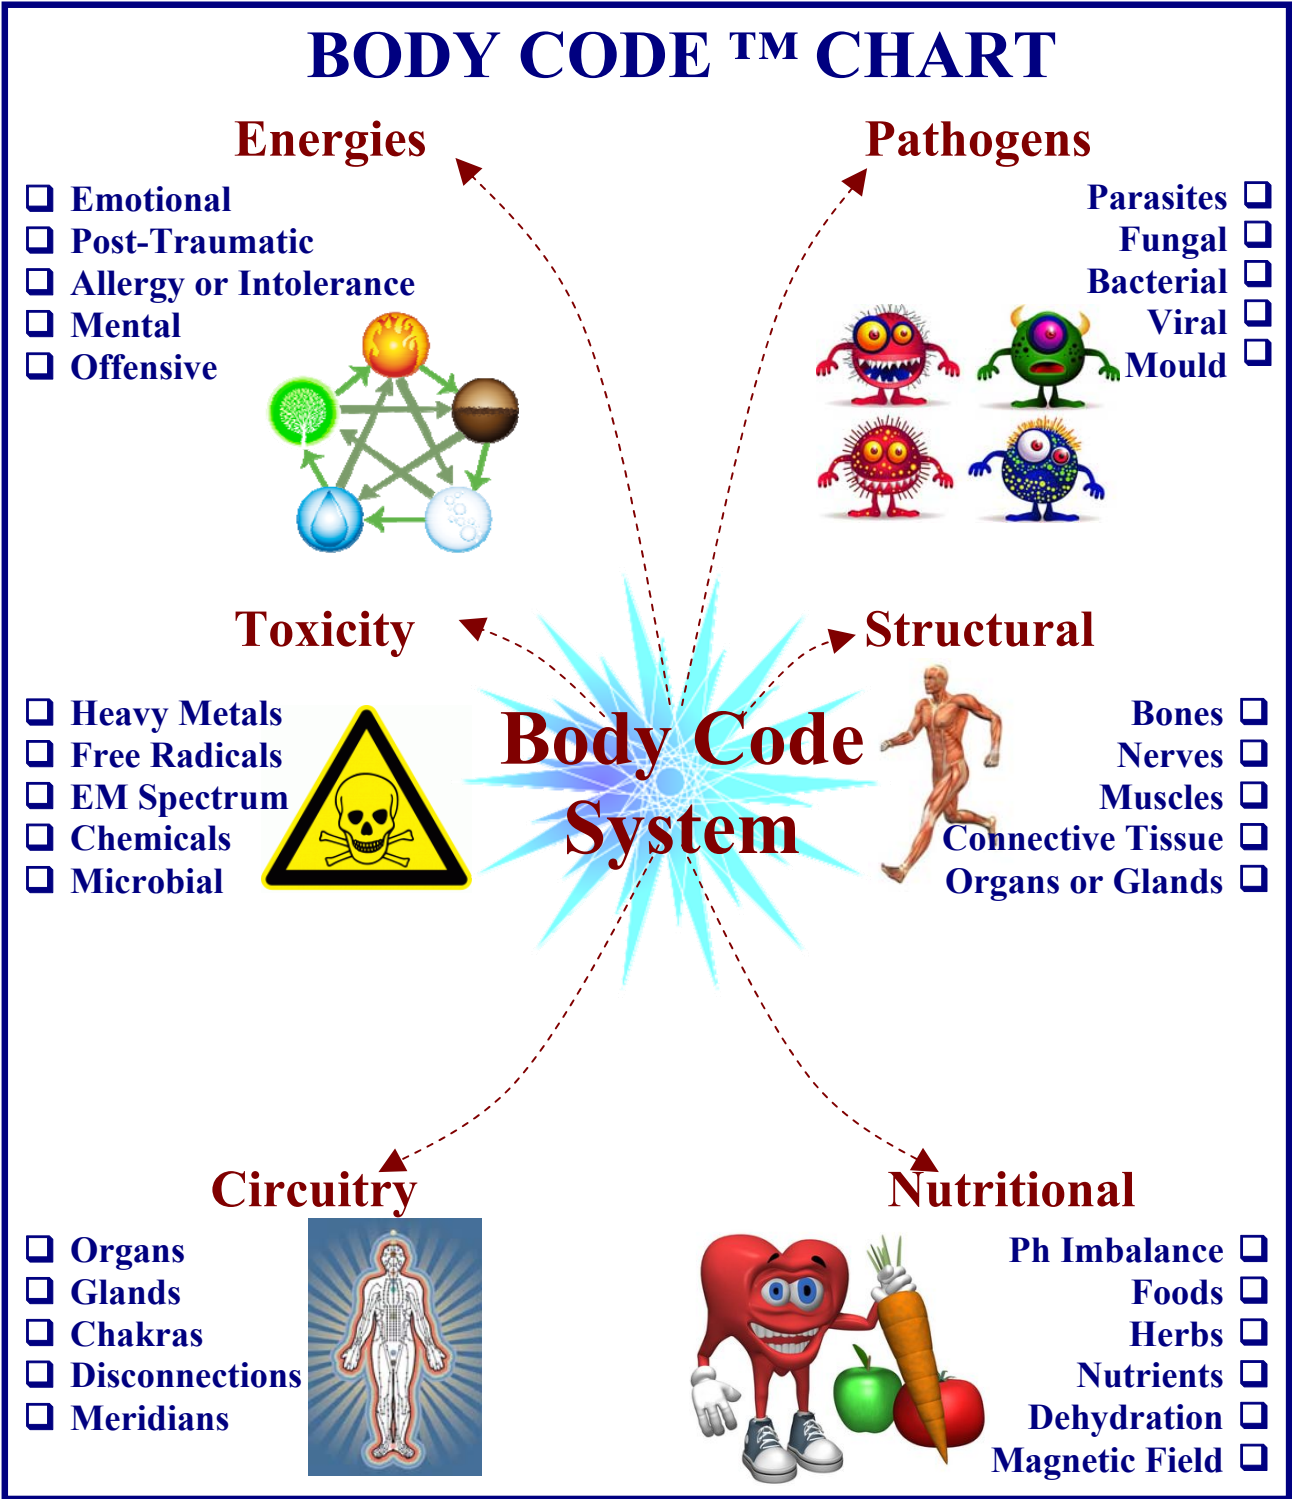 BODY CODE ™ CHART
Energies
❑ Emotional
❑ Post-Traumatic
❑ Allergy or Intolerance
❑ Mental
❑ Offensive
Pathogens
Parasites ❑
Fungal ❑
Bacterial ❑
Viral ❑
Mould ❑
Toxicity
❑ Heavy Metals
❑ Free Radicals
❑ EM Spectrum
❑ Chemicals
❑ Microbial
Body Code
System
Structural
Bones ❑
Nerves ❑
Muscles ❑
Connective Tissue ❑
Organs or Glands ❑
Circuitry
❑ Organs
❑ Glands
❑ Chakras
❑ Disconnections
❑ Meridians
Nutritional
Ph Imbalance ❑
Foods ❑
Herbs ❑
Nutrients ❑
Dehydration ❑
Magnetic Field ❑